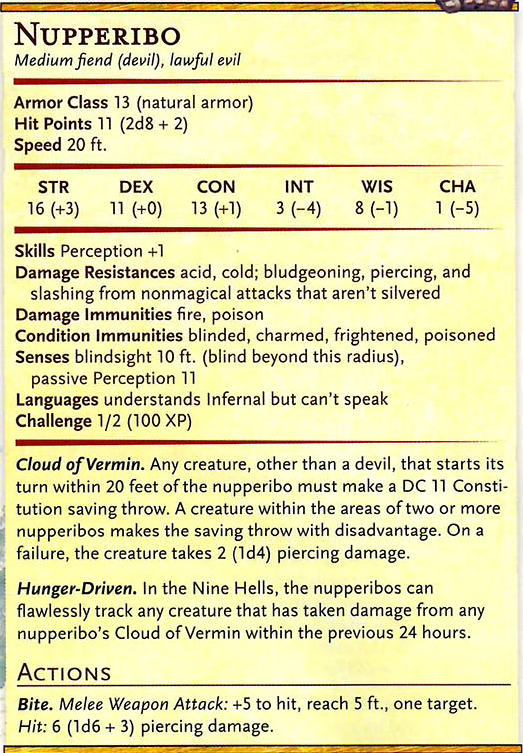 NUPPERIBO
Medium fiend (devil), lawful evil
Armor Class 13 (natural armor)
Hit Points 11 (2d8 + 2)
Speed 20 ft.
STR DEX CON INT WIS CHA
16 (+3) 11 (+0) 13 (+1) 3 (−4) 8 (−1) 1 (−5)
Skills Perception +1
Damage Resistances acid, cold; bludgeoning, piercing, and
slashing from nonmagical attacks that aren't silvered
Damage Immunities fire, poison
Condition Immunities blinded, charmed, frightened, poisoned
Senses blindsight 10 ft. (blind beyond this radius),
passive Perception 11
Languages understands Infernal but can't speak
Challenge 1/2 (100 XP)
Cloud of Vermin. Any creature, other than a devil, that starts its
turn within 20 feet of the nupperibo must make a DC 11 Consti-
tution saving throw. A creature within the areas of two or more
nupperibos makes the saving throw with disadvantage. On a
failure, the creature takes 2 (1d4) piercing damage.
Hunger-Driven. In the Nine Hells, the nupperibos can
flawlessly track any creature that has taken damage from any
nupperibo's Cloud of Vermin within the previous 24 hours.
ACTIONS
Bite. Melee Weapon Attack: +5 to hit, reach 5 ft., one target.
Hit: 6 (1d6 + 3) piercing damage.